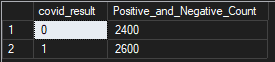 covid_result Positive_and_Negative_Count
1 0 2400
2 1 2600